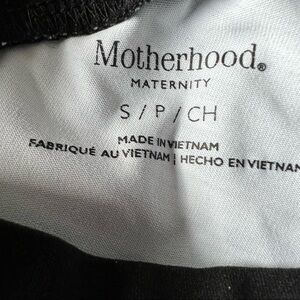 Motherhood®
MATERNITY
S / P / CH
MADE IN VIETNAM
FABRIQUÉ AU VIETNAM | HECHO EN VIETNAM